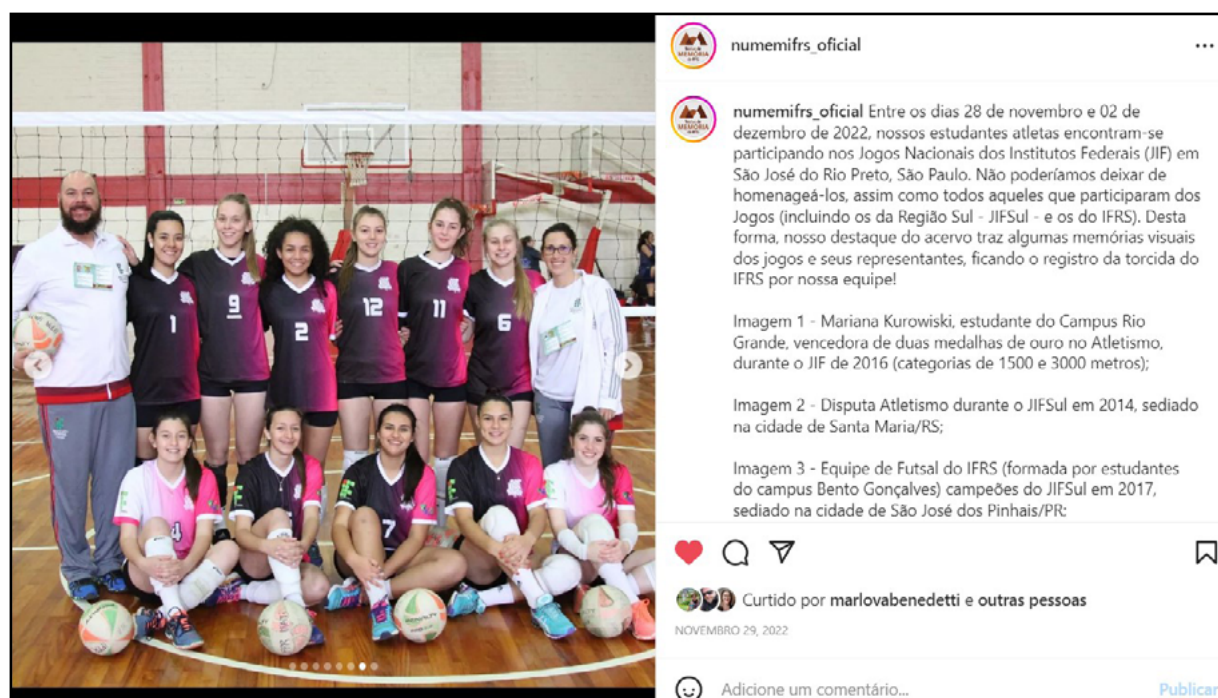 numemifrs_oficial
numemifrs_oficial Entre os dias 28 de novembro e 02 de
dezembro de 2022, nossos estudantes atletas encontram-se
participando nos Jogos Nacionais dos Institutos Federais (JIF) em
São José do Rio Preto, São Paulo. Não poderíamos deixar de
homenageá-los, assim como todos aqueles que participaram dos
Jogos (incluindo os da Região Sul - JIFSul - e os do IFRS). Desta
forma, nosso destaque do acervo traz algumas memórias visuais
dos jogos e seus representantes, ficando o registro da torcida do
IFRS por nossa equipe!
Imagem 1 - Mariana Kurowiski, estudante do Campus Rio
Grande, vencedora de duas medalhas de ouro no Atletismo,
durante o JIF de 2016 (categorias de 1500 e 3000 metros);
Imagem 2 - Disputa Atletismo durante o JIFSul em 2014, sediado
na cidade de Santa Maria/RS;
Imagem 3 - Equipe de Futsal do IFRS (formada por estudantes
do campus Bento Gonçalves) campeões do JIFSul em 2017,
sediado na cidade de São José dos Pinhais/PR;
Curtido por marlovabenedetti e outras pessoas
NOVEMBRO 29, 2022
Adicione um comentário...
Publicar
MEMÓRIA
MEMÓRIA
1
9
2
12
11
6
4
7